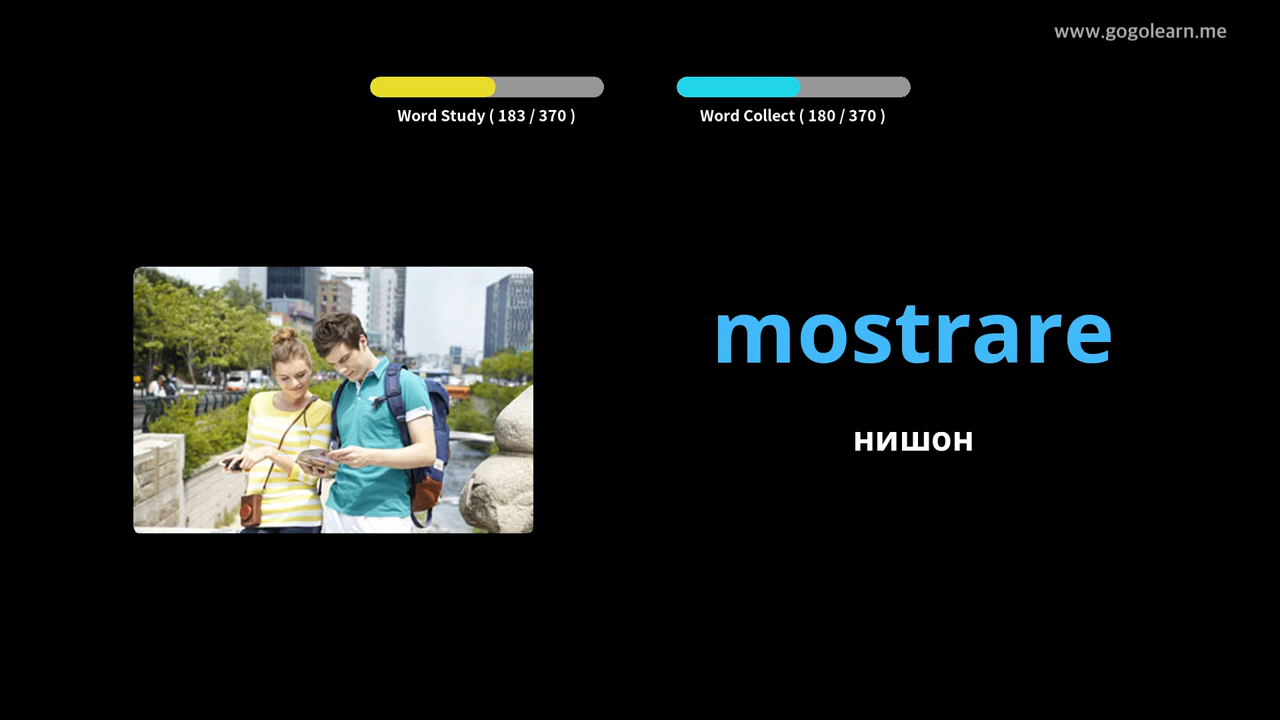 www.gogolearn.me
Word Study ( 183 / 370 )
Word Collect ( 180 / 370 )
mostrare
нишон